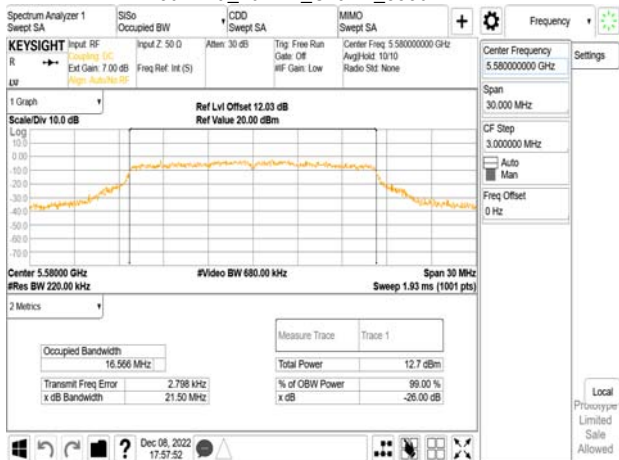 Spectrum Analyzer 1
Swept SA
SiSo
Occupied BW
CDD
Swept SA
MIMO
Swept SA
+
Frequency
KEYSIGHT
R
LVI
Input: RF
Coupling: DC
Ext Gain: 7.00 dB
Align: Auto/No RF
Input Z: 50 Ω
Freq Ref: Int (S)
Atten: 30 dB
Trig: Free Run
Gate: Off
#IF Gain: Low
Center Freq: 5.580000000 GHz
Avg|Hold: 10/10
Radio Std: None
Center Frequency
5.580000000 GHz
Settings
Span
30.000 MHz
CF Step
3.000000 MHz
Auto
Man
Freq Offset
0 Hz
1 Graph
Scale/Div 10.0 dB
Ref Lvl Offset 12.03 dB
Ref Value 20.00 dBm
Log
10.0
0.00
-10.0
-20.0
-30.0
-40.0
-50.0
-60.0
-70.0
Center 5.58000 GHz
#Res BW 220.00 kHz
#Video BW 680.00 kHz
Span 30 MHz
Sweep 1.93 ms (1001 pts)
2 Metrics
Measure Trace
Trace 1
Occupied Bandwidth
16.566 MHz
Total Power
12.7 dBm
Transmit Freq Error
2.798 kHz
% of OBW Power
99.00 %
x dB Bandwidth
21.50 MHz
x dB
-26.00 dB
Local
Prototype
Limited
Sale
Allowed
?
Dec 08, 2022
17:57:52